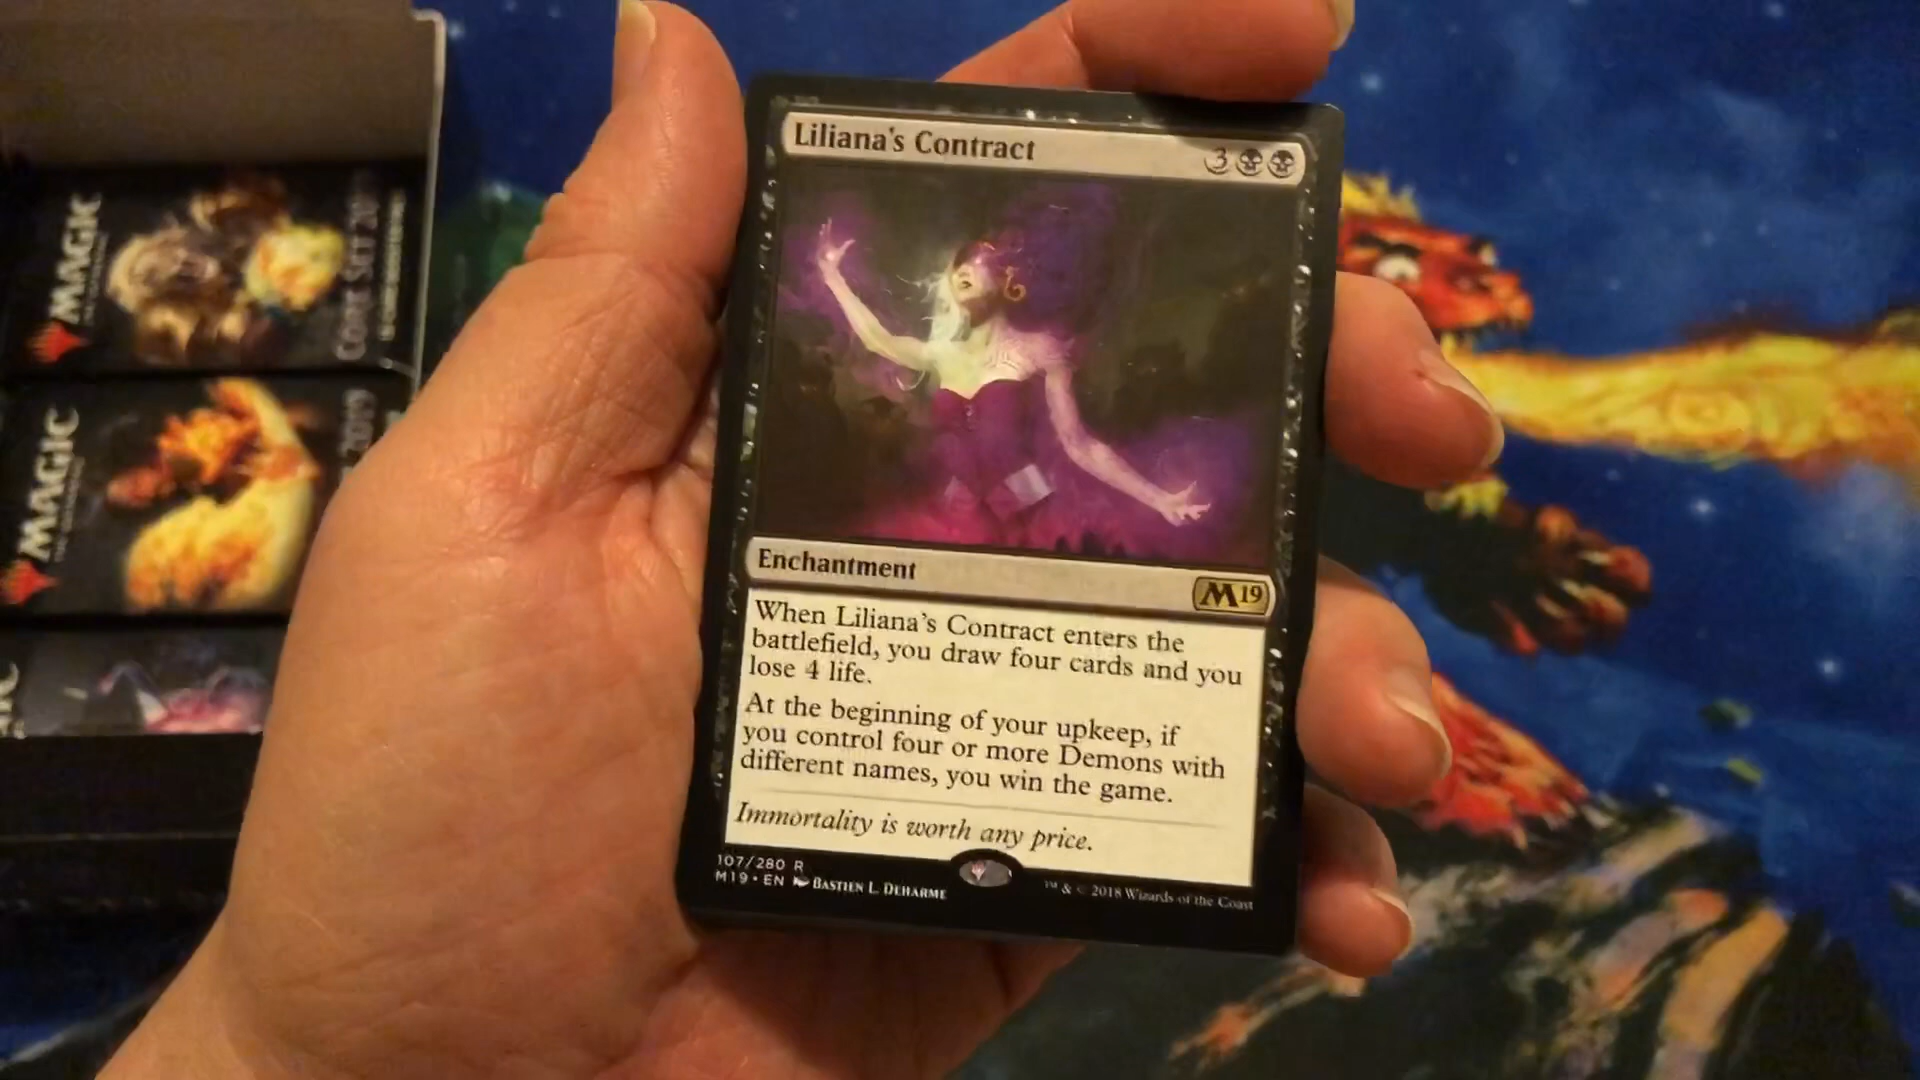 Liliana's Contract
3
Enchantment
M19
When Liliana's Contract enters the
battlefield, you draw four cards and you
lose 4 life.
At the beginning of your upkeep, if
you control four or more Demons with
different names, you win the game.
Immortality is worth any price.
107/280 R
M19 • EN Bastien L. Deharme
™ & © 2018 Wizards of the Coast
MAGIC
CORE SET 20
MAGIC
2019